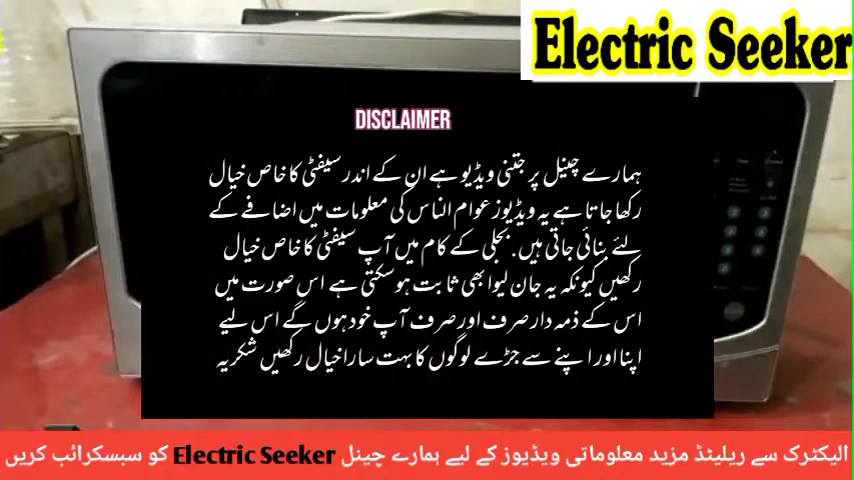 Electric Seeker
DISCLAIMER
ہمارے چینل پر جتنی ویڈیو ہے ان کے اندر سیفٹی کا خاص خیال
رکھا جاتا ہے یہ ویڈیوز عوام الناس کی معلومات میں اضافے کے
لئے بنائی جاتی ہیں. بجلی کے کام میں آپ سیفٹی کا خاص خیال
رکھیں کیونکہ یہ جان لیوا بھی ثابت ہو سکتی ہے اس صورت میں
اس کے ذمہ دار صرف اور صرف آپ خود ہوں گے اس لیے
اپنا اور اپنے سے جڑے لوگوں کا بہت سارا خیال رکھیں شکریہ
الیکٹرک سے ریلیٹڈ مزید معلوماتی ویڈیوز کے لیے ہمارے چینل Electric Seeker کو سبسکرائب کریں